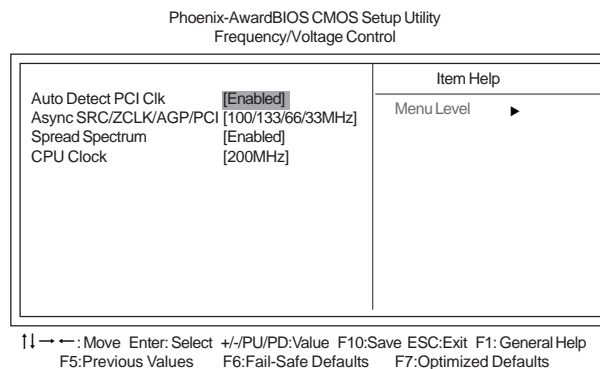 Phoenix-AwardBIOS CMOS Setup Utility
Frequency/Voltage Control
Item Help
Auto Detect PCI Clk [Enabled]
Menu Level ►
Async SRC/ZCLK/AGP/PCI [100/133/66/33MHz]
Spread Spectrum [Enabled]
CPU Clock [200MHz]
↑↓→←: Move Enter: Select +/-/PU/PD:Value F10:Save ESC:Exit F1: General Help
F5:Previous Values F6:Fail-Safe Defaults F7:Optimized Defaults